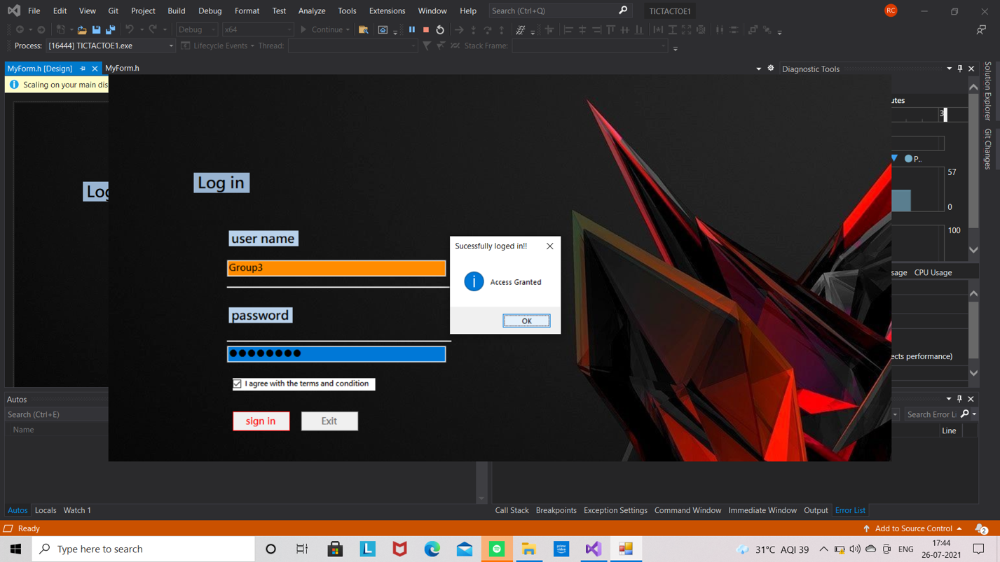 File Edit View Git Project Build Debug Format Test Analyze Tools Extensions Window Help Search (Ctrl+Q) TICTACTOE1 RC
Debug x64 Continue
Process: [16444] TICTACTOE1.exe Lifecycle Events Thread: Stack Frame:
MyForm.h [Design] MyForm.h Diagnostic Tools
Scaling on your main dis
utes
3
P..
57
0
100
Log
Log in
user name
Group3
password
I agree with the terms and condition
sign in Exit
Sucessfully loged in!!
Access Granted
OK
sage CPU Usage
ects performance)
Solution Explorer
Git Changes
Autos
Search (Ctrl+E)
Name
Search Error Li
Line
Autos Locals Watch 1
Call Stack Breakpoints Exception Settings Command Window Immediate Window Output Error List
Ready Add to Source Control 2
Type here to search
31°C AQI 39 ENG
17:44
26-07-2021